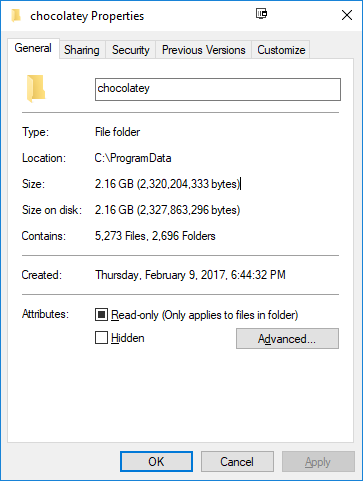 chocolatey Properties
General Sharing Security Previous Versions Customize
chocolatey
Type: File folder
Location: C:\ProgramData
Size: 2.16 GB (2,320,204,333 bytes)
Size on disk: 2.16 GB (2,327,863,296 bytes)
Contains: 5,273 Files, 2,696 Folders
Created: Thursday, February 9, 2017, 6:44:32 PM
Attributes: Read-only (Only applies to files in folder)
Hidden Advanced...
OK Cancel Apply